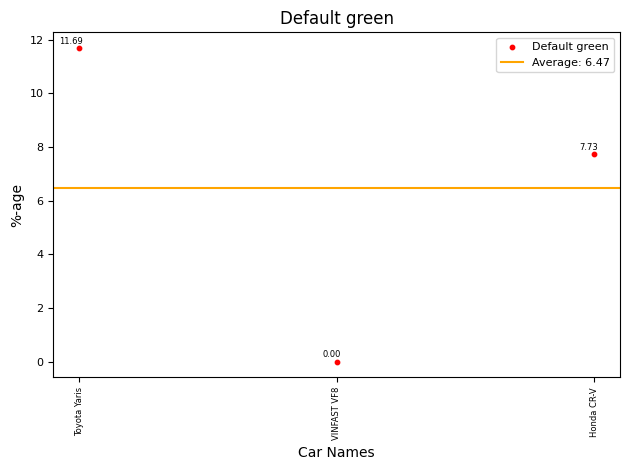 Default green
12
11.69
Default green
Average: 6.47
10
8
7.73
6
4
2
0.00
0
%-age
Toyota Yaris
VINFAST VF8
Honda CR-V
Car Names